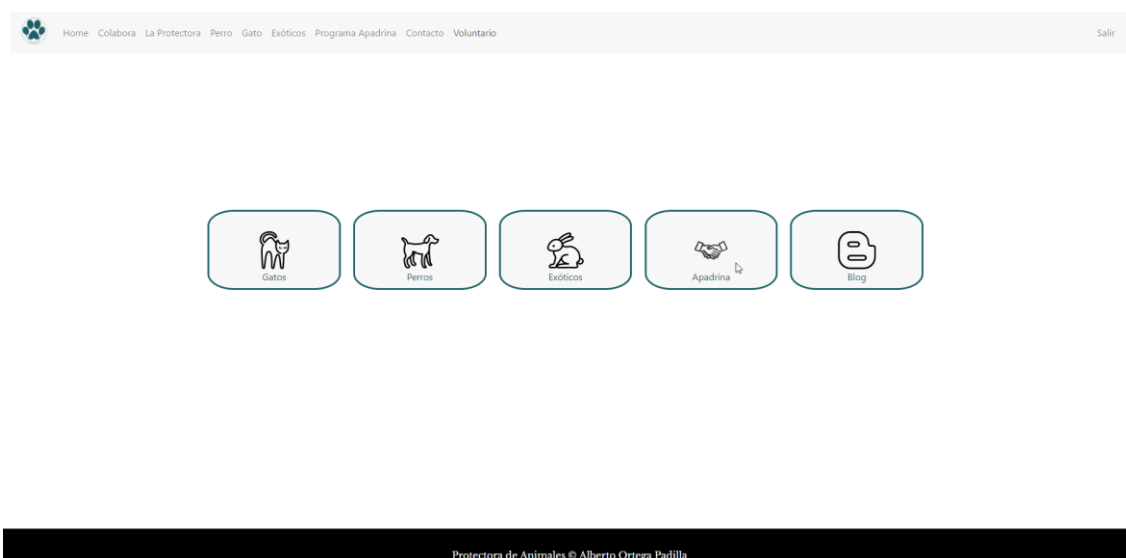 Home Colabora La Protectora Perro Gato Exóticos Programa Apadrina Contacto Voluntario Salir
Gatos Perros Exóticos Apadrina Blog
Protectora de Animales © Alberto Ortega Padilla